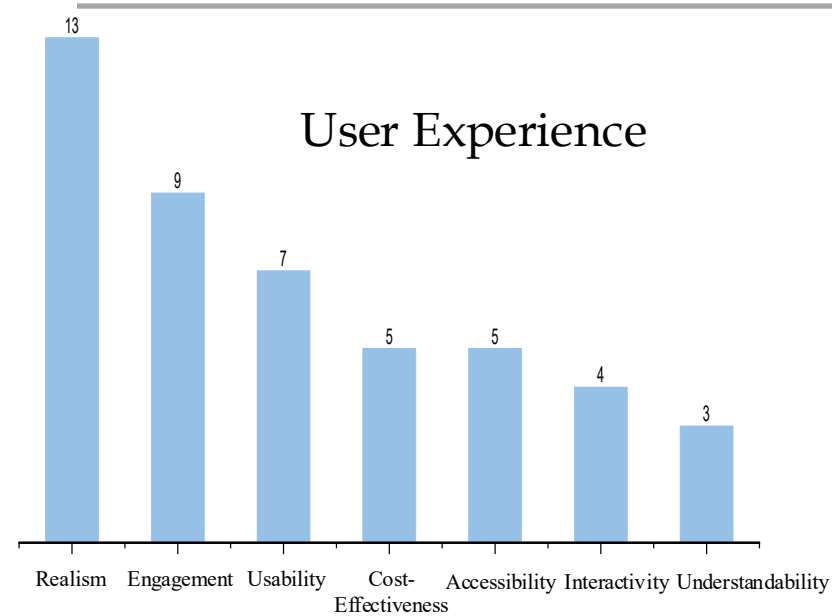 13
User Experience
9
7
5
5
4
3
Realism Engagement Usability Cost- Accessibility Interactivity Understandability
Effectiveness